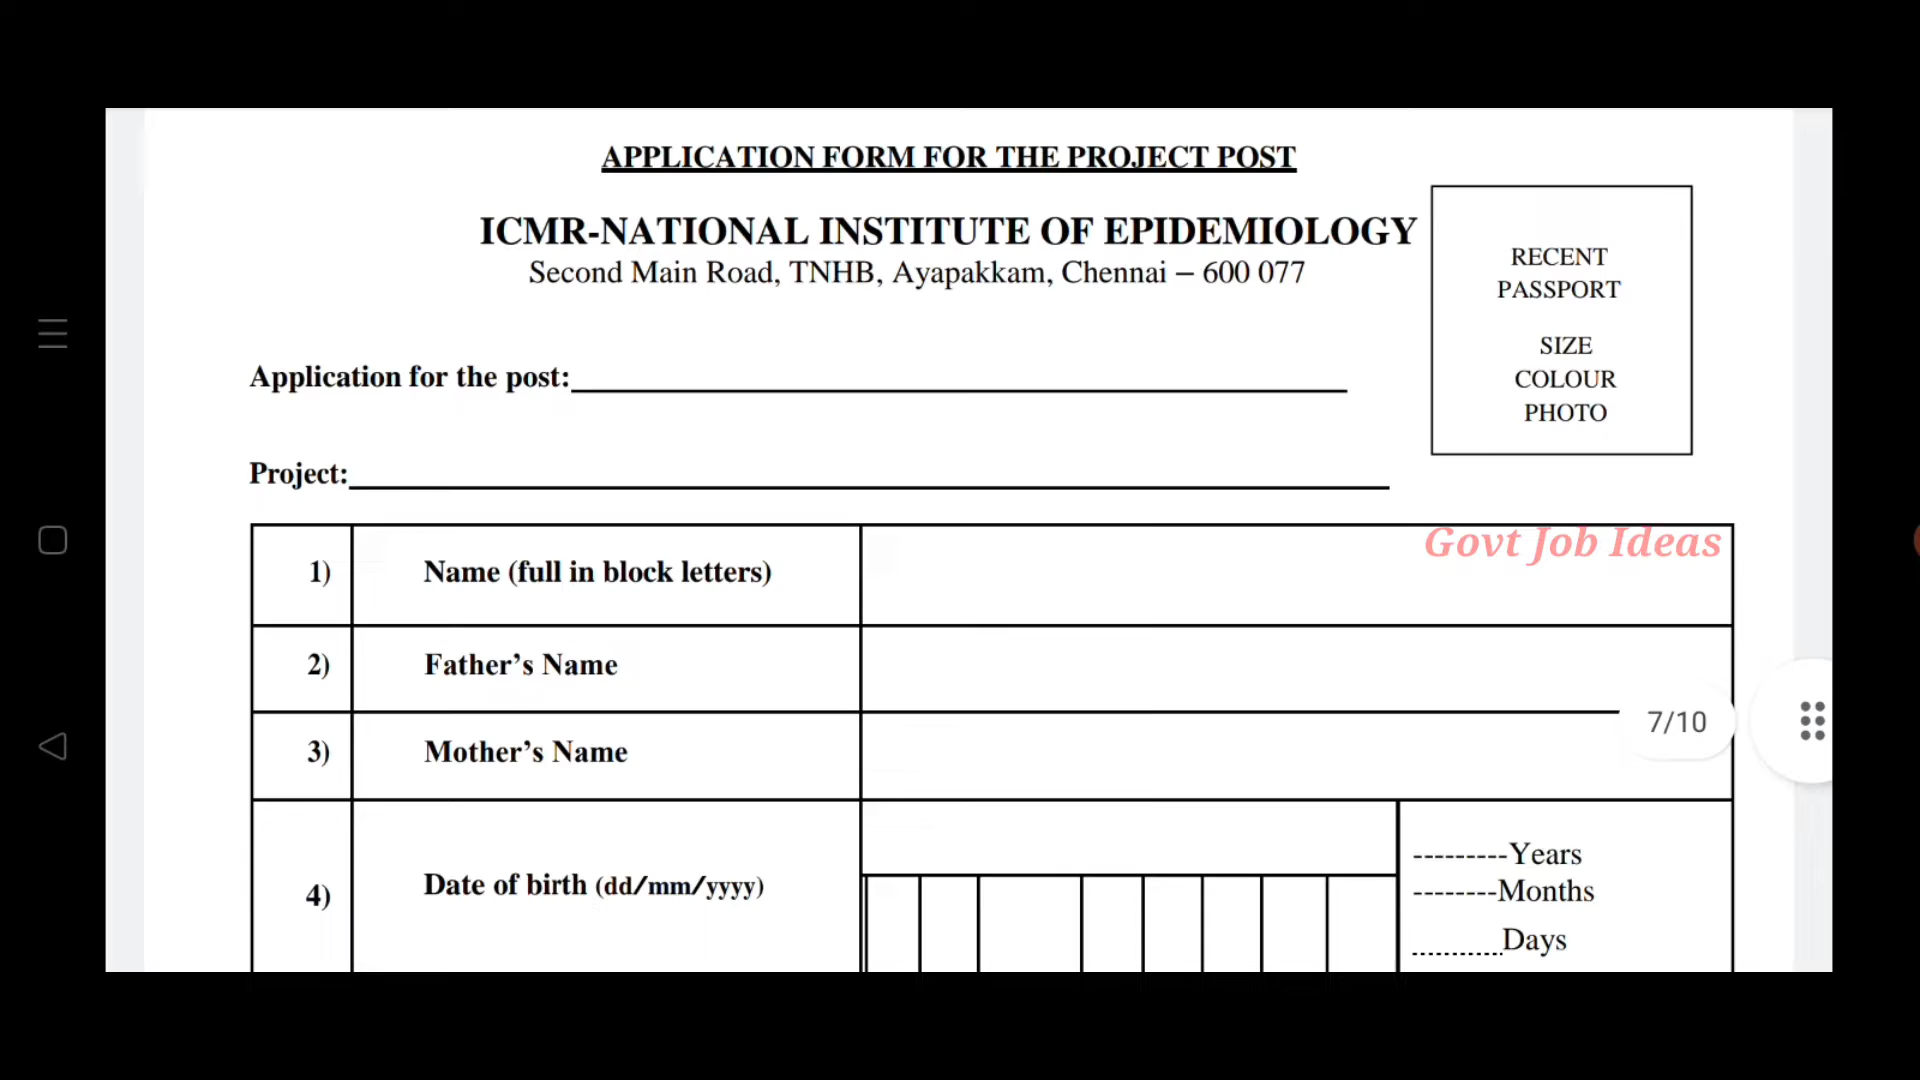 APPLICATION FORM FOR THE PROJECT POST
ICMR-NATIONAL INSTITUTE OF EPIDEMIOLOGY
Second Main Road, TNHB, Ayapakkam, Chennai – 600 077
RECENT
PASSPORT
SIZE
COLOUR
PHOTO
Application for the post:
Project:
Govt Job Ideas
1) Name (full in block letters)
2) Father’s Name
3) Mother’s Name
7/10
4) Date of birth (dd/mm/yyyy)
---------Years
--------Months
...........Days